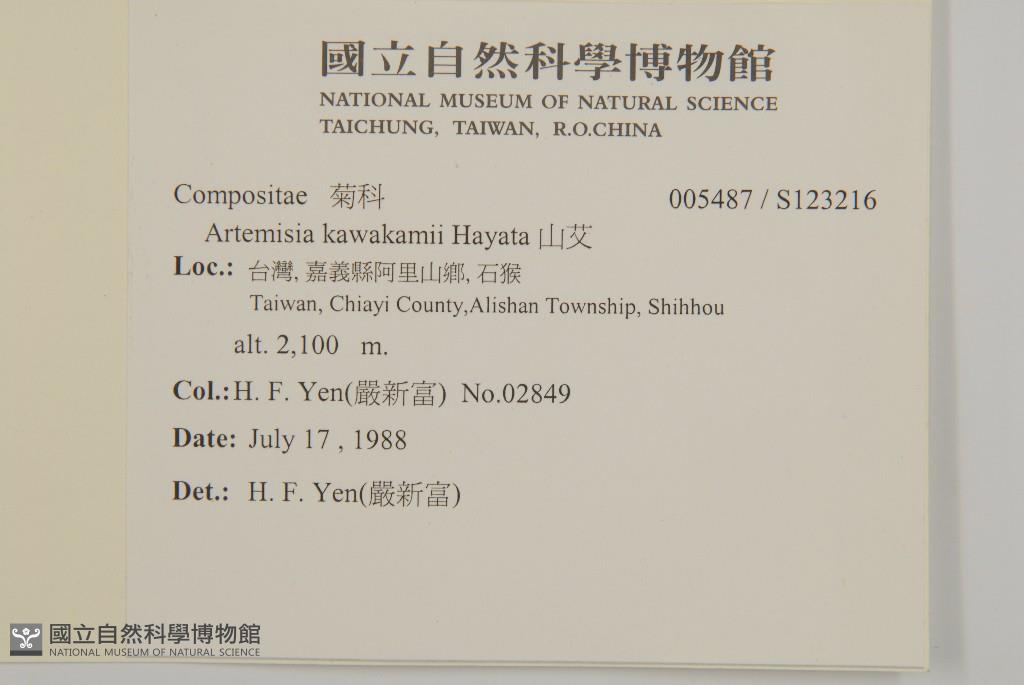 國立自然科學博物館
NATIONAL MUSEUM OF NATURAL SCIENCE
TAICHUNG, TAIWAN, R.O.CHINA
Compositae 菊科 005487 / S123216
Artemisia kawakamii Hayata 山艾
Loc.: 台灣, 嘉義縣阿里山鄉, 石猴
Taiwan, Chiayi County,Alishan Township, Shihhou
alt. 2,100 m.
Col.: H. F. Yen(嚴新富) No.02849
Date: July 17 , 1988
Det.: H. F. Yen(嚴新富)
國立自然科學博物館
NATIONAL MUSEUM OF NATURAL SCIENCE